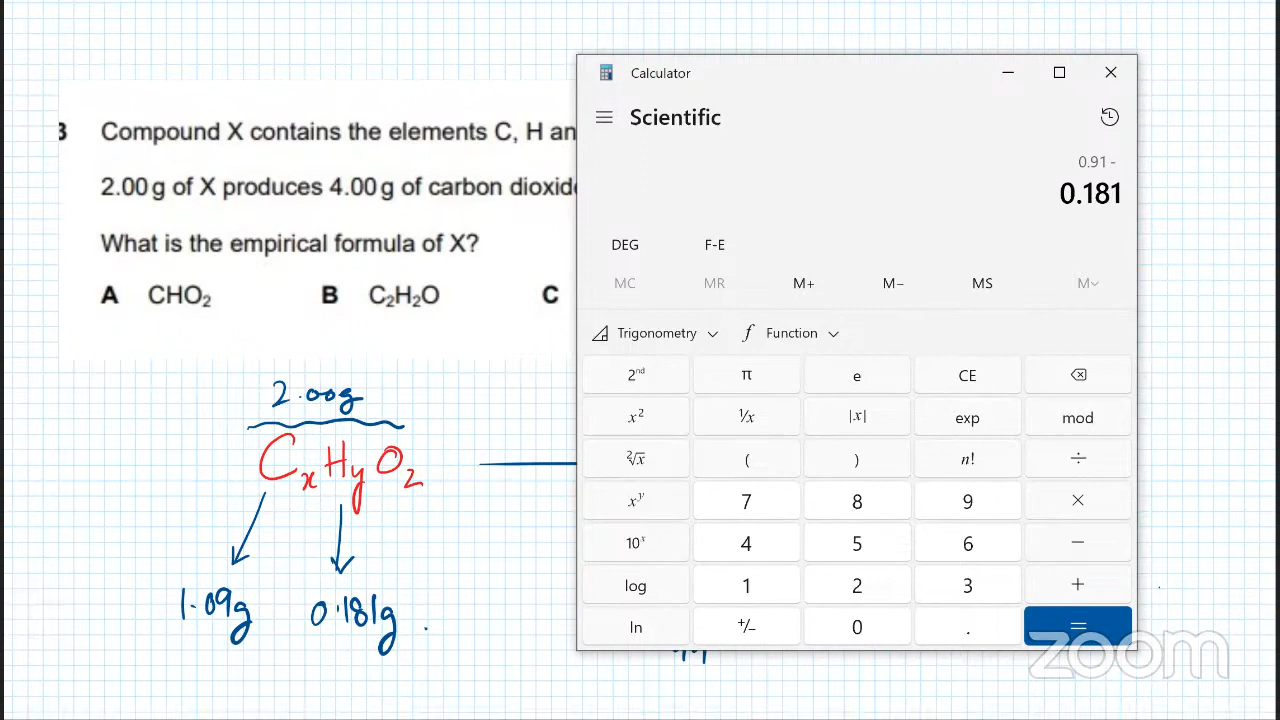 3 Compound X contains the elements C, H an
2.00 g of X produces 4.00 g of carbon dioxide
What is the empirical formula of X?
A CHO₂ B C₂H₂O C
2.00g
CxHyO₂
1.09g 0.181g .
Calculator
Scientific
0.91 -
0.181
DEG F-E
MC MR M+ M− MS M˅
Trigonometry f Function
2ⁿᵈ π e CE
x² ¹/x |x| exp mod
²√x ( ) n! ÷
xʸ 7 8 9 ×
10ˣ 4 5 6 −
log 1 2 3 +
ln +/− 0 . =
zoom